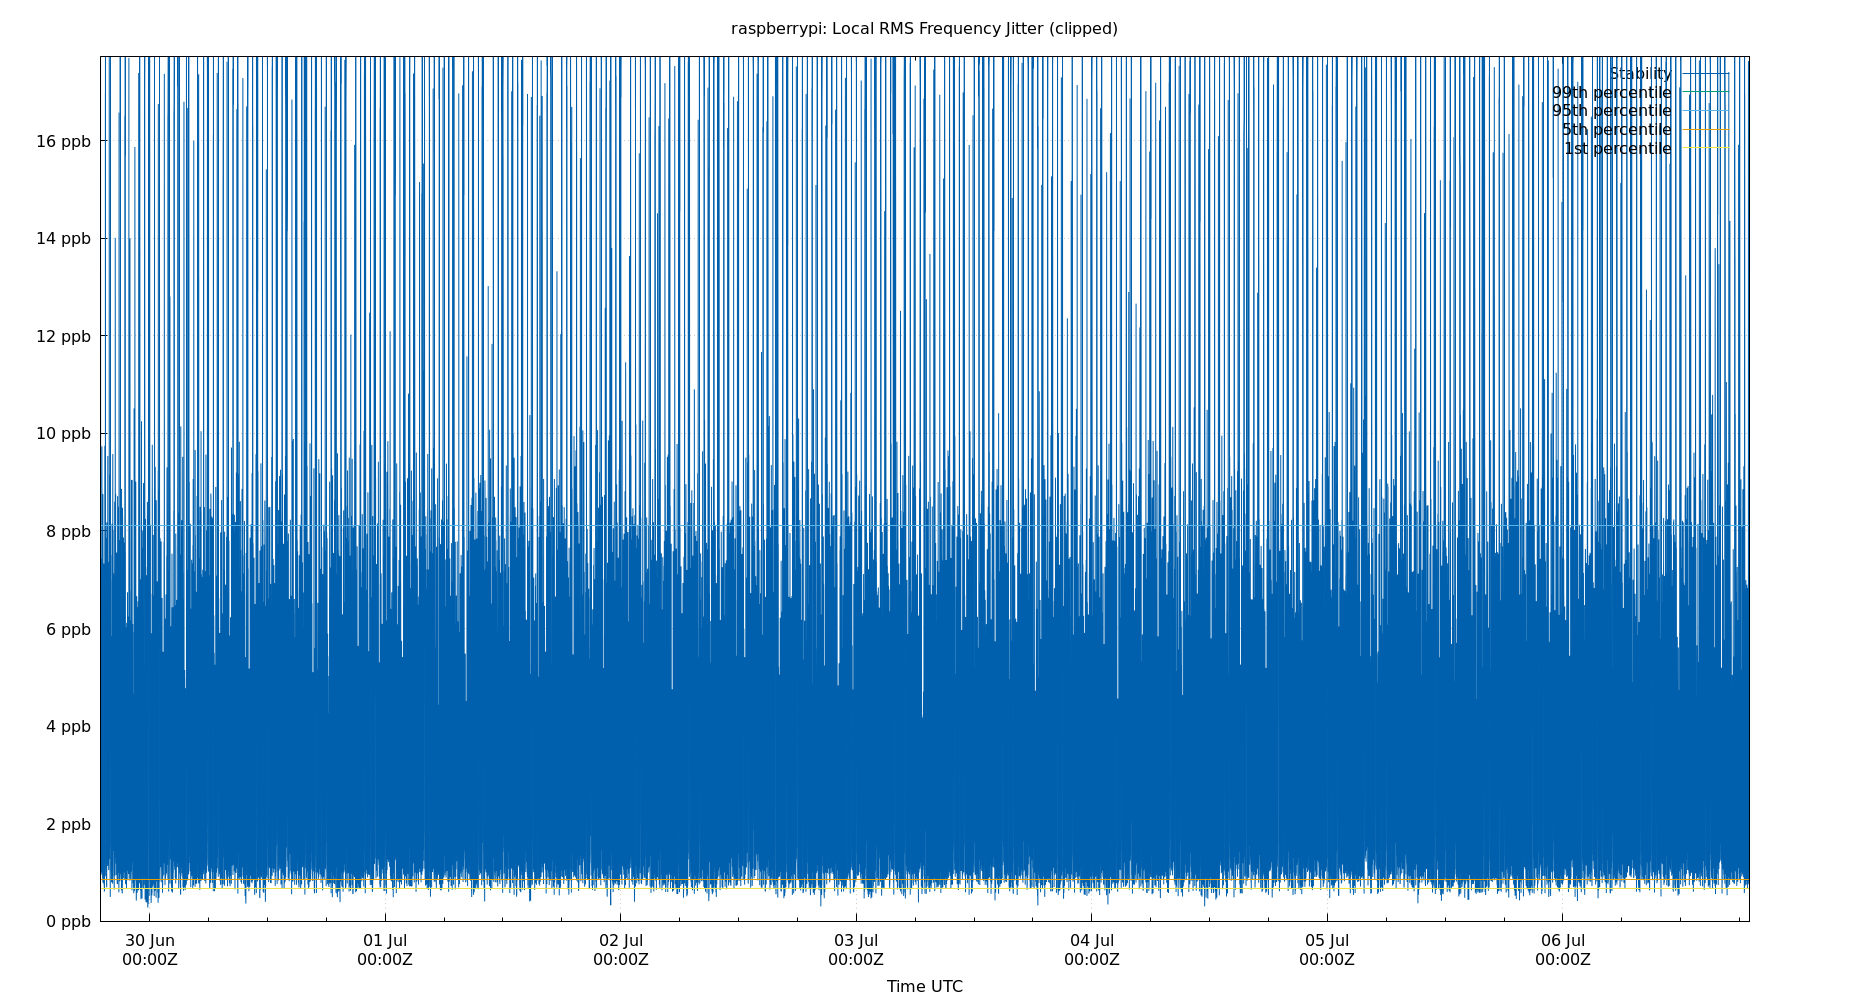 raspberrypi: Local RMS Frequency Jitter (clipped)
Stability
99th percentile
95th percentile
5th percentile
1st percentile
16 ppb
14 ppb
12 ppb
10 ppb
8 ppb
6 ppb
4 ppb
2 ppb
0 ppb
30 Jun 01 Jul 02 Jul 03 Jul 04 Jul 05 Jul 06 Jul
00:00Z 00:00Z 00:00Z 00:00Z 00:00Z 00:00Z 00:00Z
Time UTC